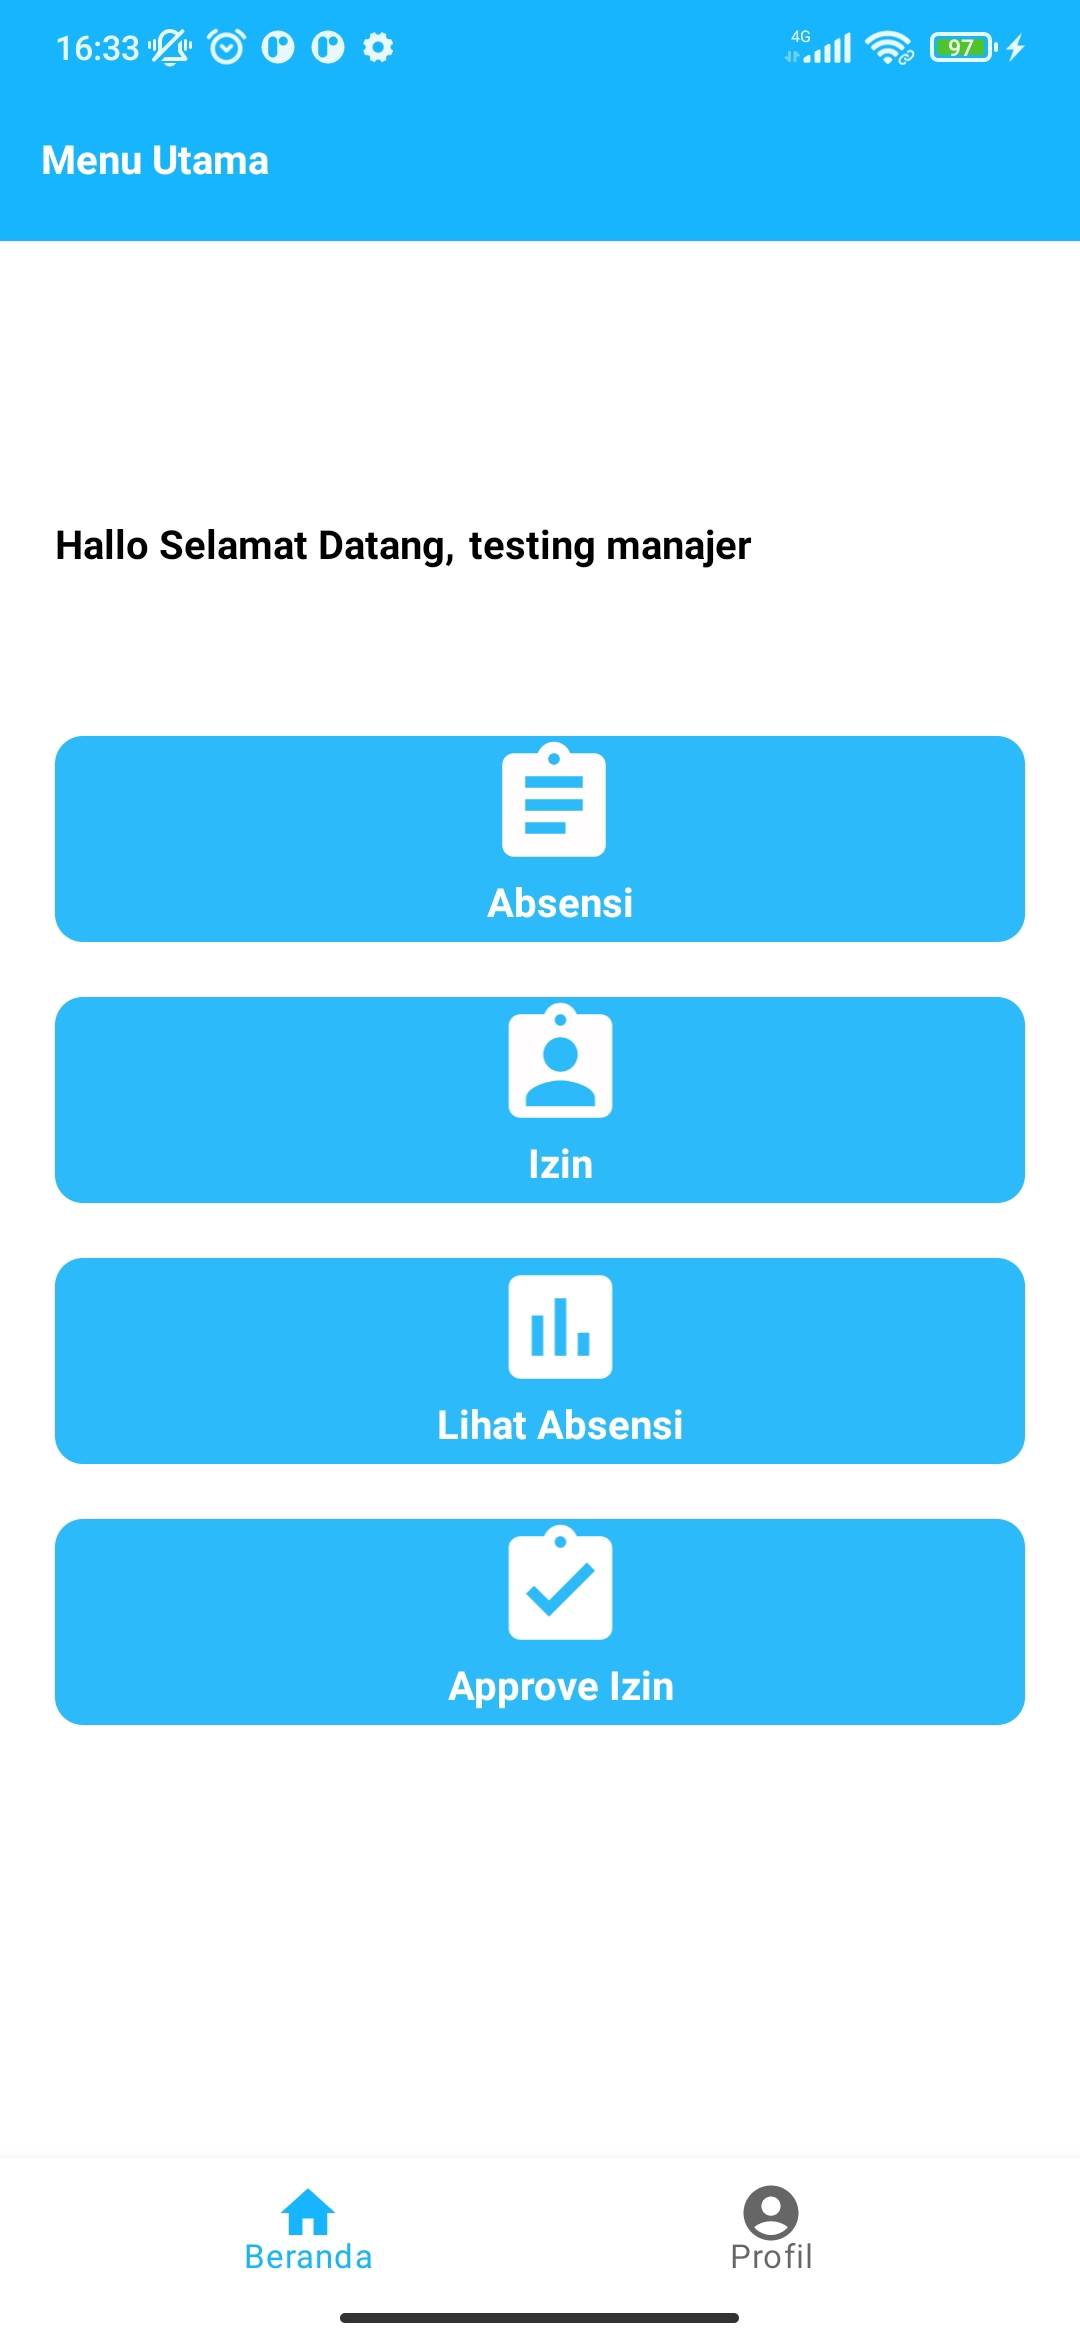 16:33
4G
97
Menu Utama
Hallo Selamat Datang, testing manajer
Absensi
Izin
Lihat Absensi
Approve Izin
Beranda
Profil